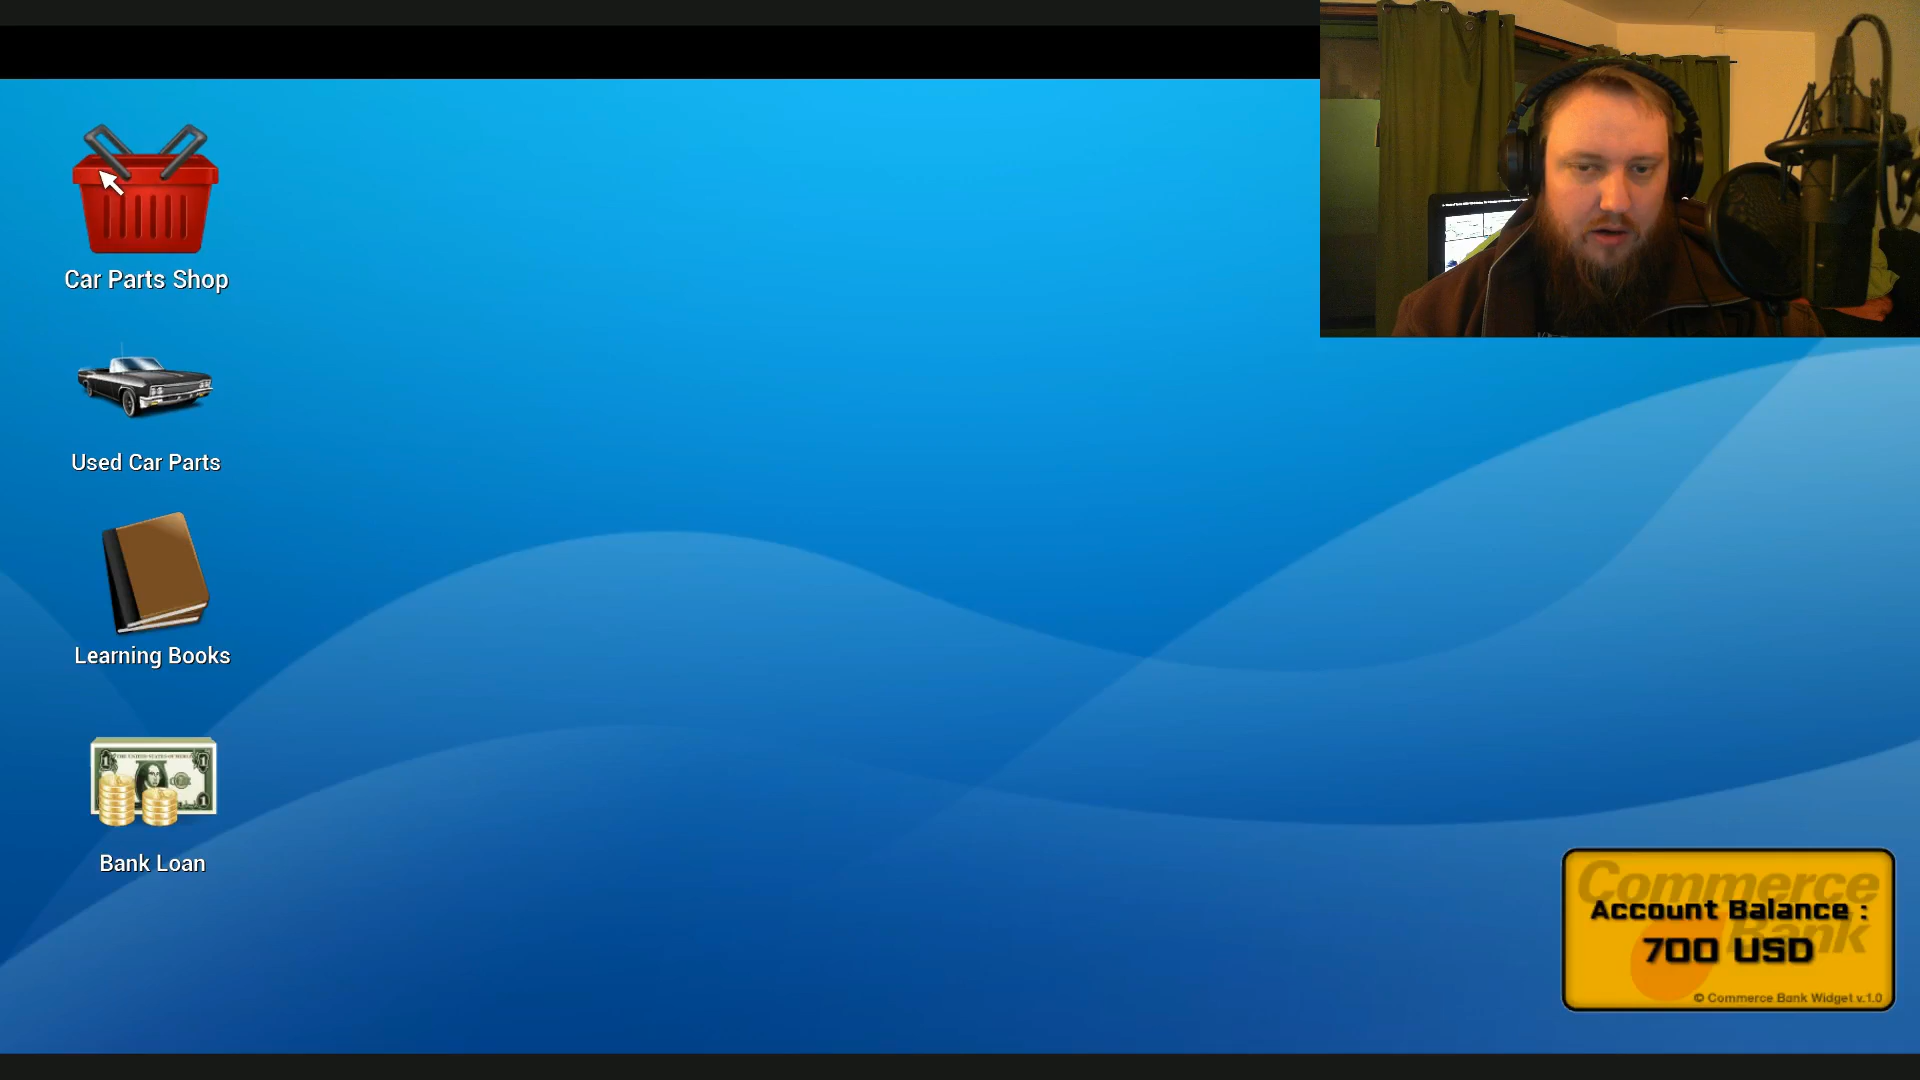 Car Parts Shop
Used Car Parts
Learning Books
Bank Loan
Commerce
Bank
Account Balance :
700 USD
© Commerce Bank Widget v.1.0